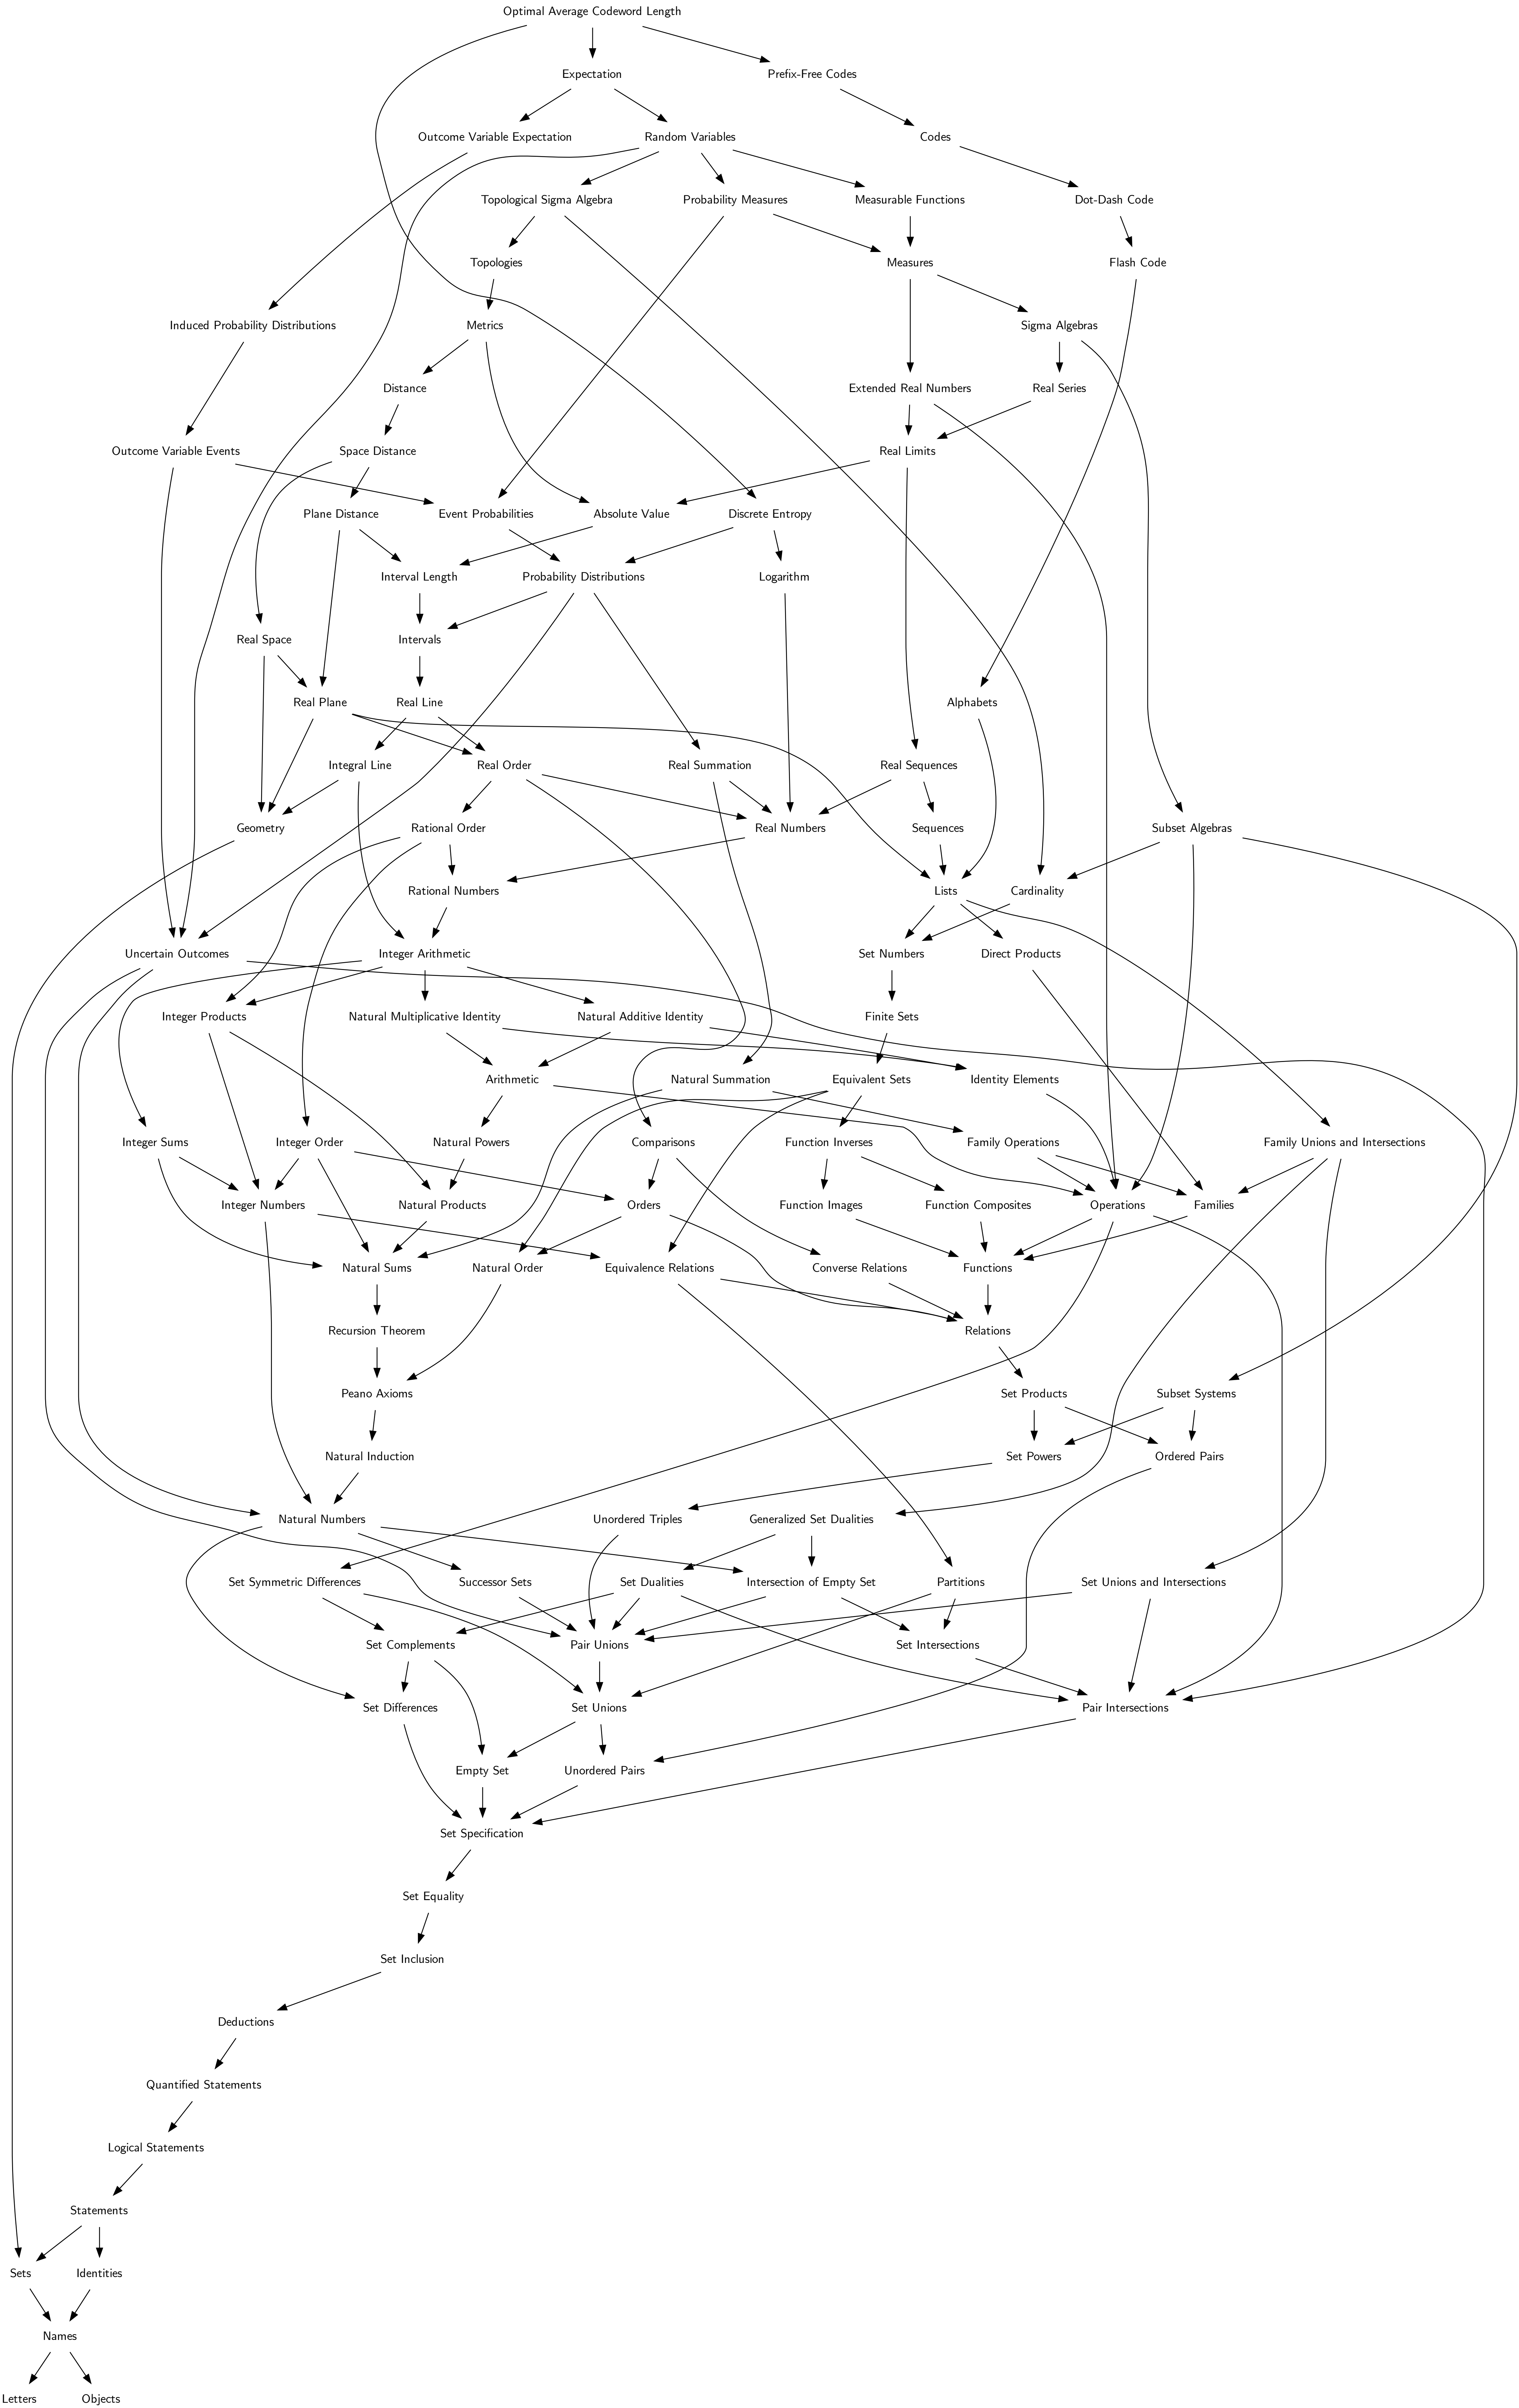 Optimal Average Codeword Length
Expectation
Prefix-Free Codes
Outcome Variable Expectation
Random Variables
Codes
Topological Sigma Algebra
Probability Measures
Measurable Functions
Dot-Dash Code
Topologies
Measures
Flash Code
Induced Probability Distributions
Metrics
Sigma Algebras
Distance
Extended Real Numbers
Real Series
Outcome Variable Events
Space Distance
Real Limits
Plane Distance
Event Probabilities
Absolute Value
Discrete Entropy
Interval Length
Probability Distributions
Logarithm
Real Space
Intervals
Real Plane
Real Line
Alphabets
Integral Line
Real Order
Real Summation
Real Sequences
Geometry
Rational Order
Real Numbers
Sequences
Subset Algebras
Rational Numbers
Lists
Cardinality
Uncertain Outcomes
Integer Arithmetic
Set Numbers
Direct Products
Integer Products
Natural Multiplicative Identity
Natural Additive Identity
Finite Sets
Arithmetic
Natural Summation
Equivalent Sets
Identity Elements
Integer Sums
Integer Order
Natural Powers
Comparisons
Function Inverses
Family Operations
Family Unions and Intersections
Integer Numbers
Natural Products
Orders
Function Images
Function Composites
Operations
Families
Natural Sums
Natural Order
Equivalence Relations
Converse Relations
Functions
Recursion Theorem
Relations
Peano Axioms
Set Products
Subset Systems
Natural Induction
Set Powers
Ordered Pairs
Natural Numbers
Unordered Triples
Generalized Set Dualities
Set Symmetric Differences
Successor Sets
Set Dualities
Intersection of Empty Set
Partitions
Set Unions and Intersections
Set Complements
Pair Unions
Set Intersections
Set Differences
Set Unions
Pair Intersections
Empty Set
Unordered Pairs
Set Specification
Set Equality
Set Inclusion
Deductions
Quantified Statements
Logical Statements
Statements
Sets
Identities
Names
Letters
Objects